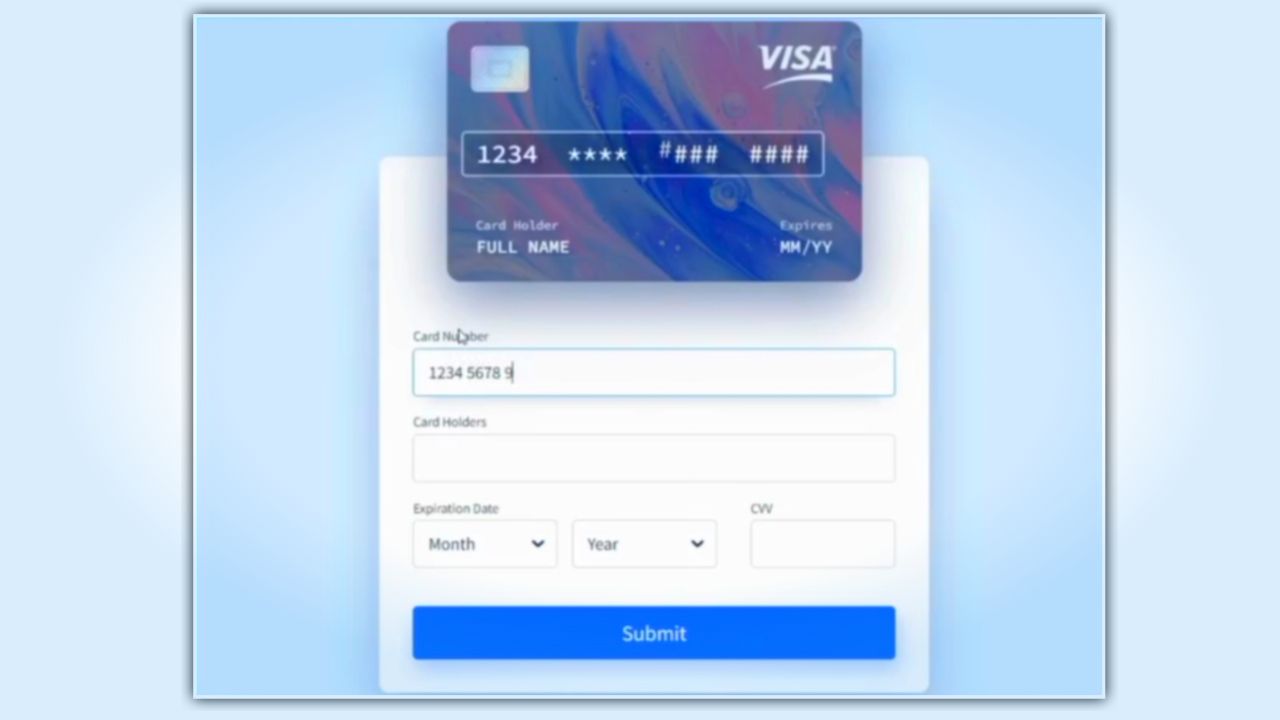 VISA
1234 **** #### ####
Card Holder Expires
FULL NAME MM/YY
Card Number
1234 5678 9
Card Holders
Expiration Date CVV
Month Year
Submit